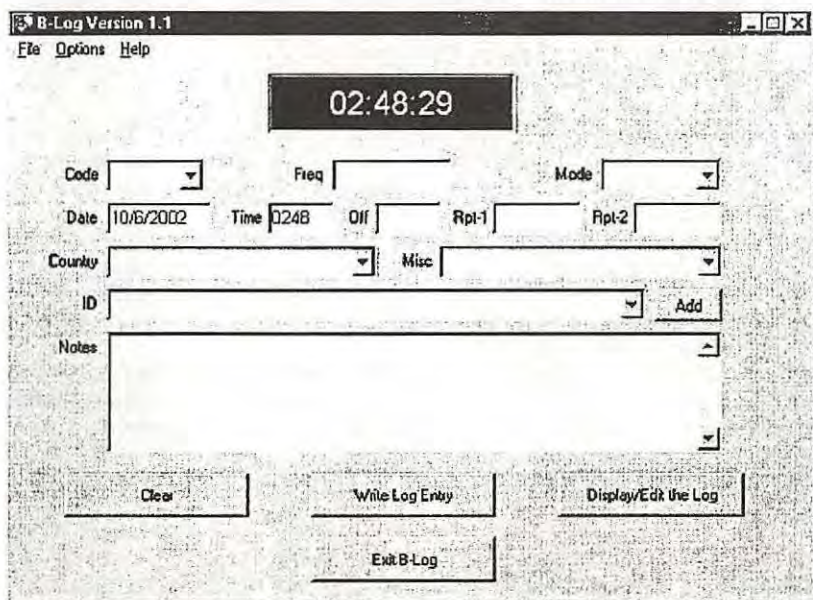 B-Log Version 1.1
File Options Help
02:48:29
Code Freq Mode
Date 10/6/2002 Time 0248 Off Rpt-1 Rpt-2
Country Misc
ID Add
Notes
Clear Write Log Entry Display/Edit the Log
Exit B-Log